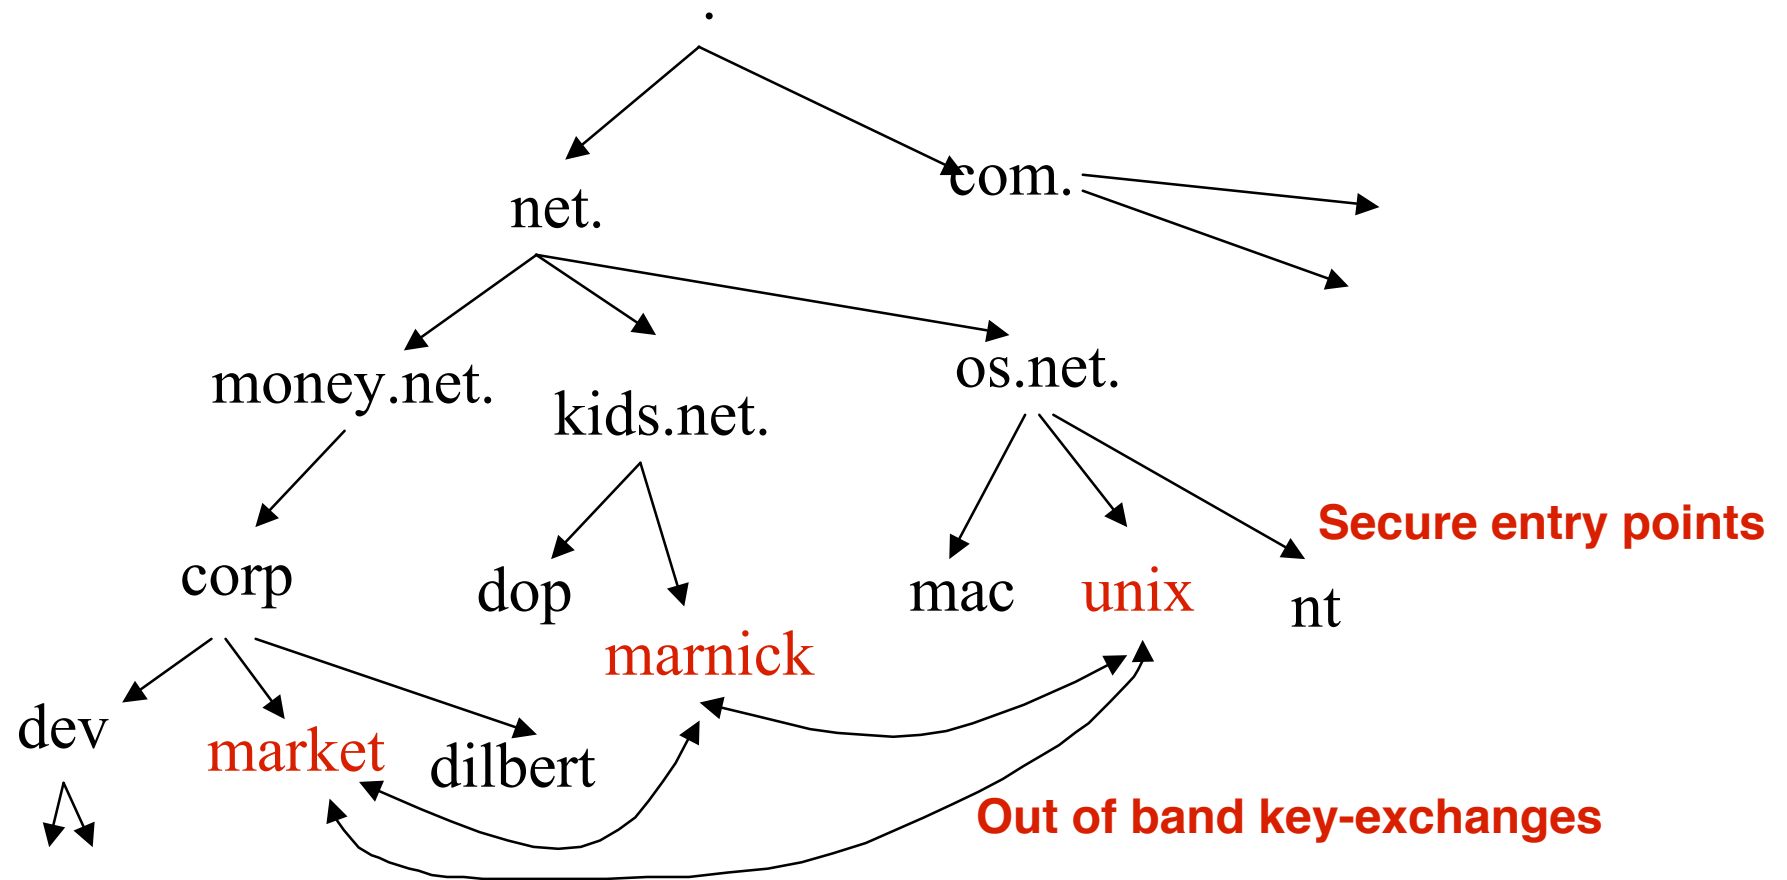 .
com.
net.
os.net.
money.net.
kids.net.
Secure entry points
corp
dop
mac
unix
nt
marnick
dev
market
dilbert
Out of band key-exchanges